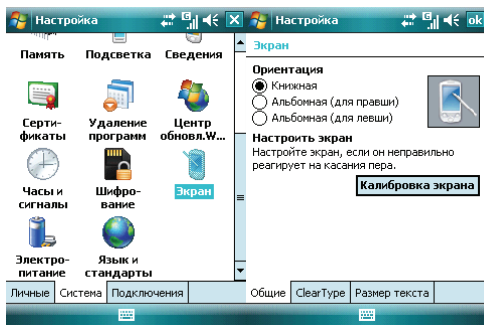 Настройка
Память Подсветка Сведения
Серти-
фикаты
Удаление
программ
Центр
обновл.W...
Часы и
сигналы
Шифро-
вание
Экран
Электро-
питание
Язык и
стандарты
Личные Система Подключения
Настройка ok
Экран
Ориентация
Книжная
Альбомная (для правши)
Альбомная (для левши)
Настроить экран
Настройте экран, если он неправильно
реагирует на касания пера.
Калибровка экрана
Общие ClearType Размер текста